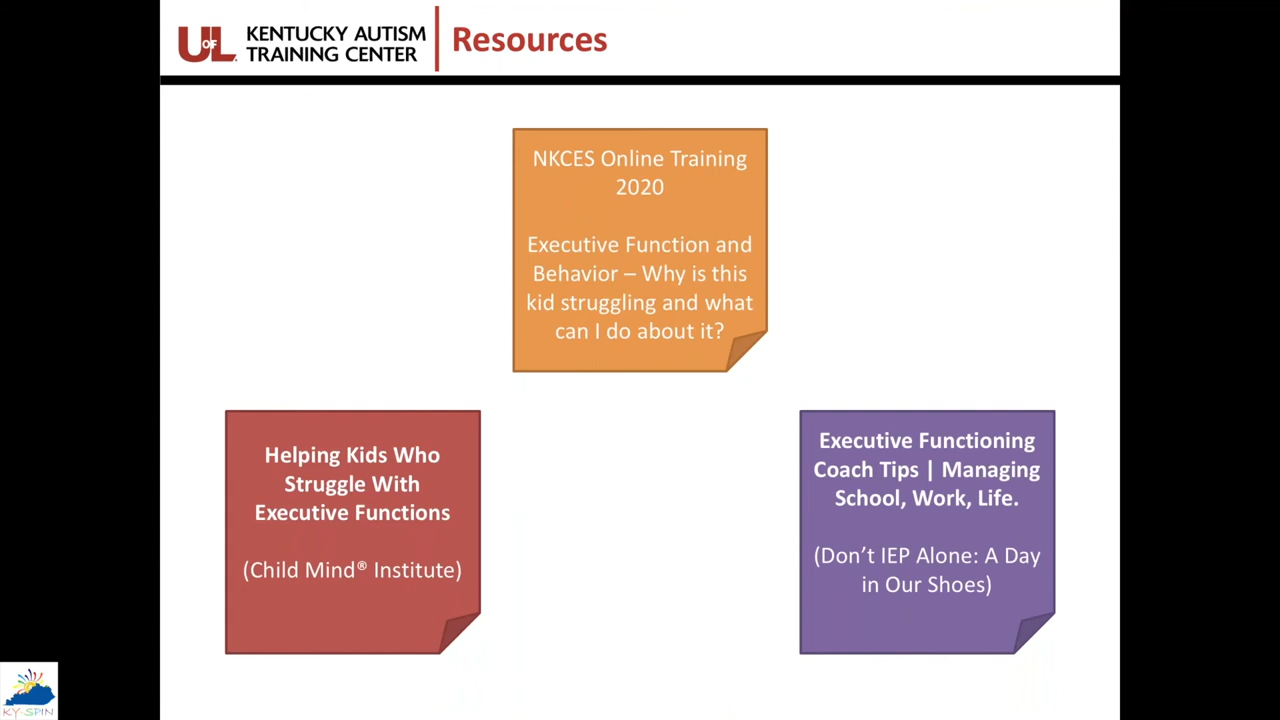 UofL
KENTUCKY AUTISM
TRAINING CENTER
Resources
NKCES Online Training
2020
Executive Function and
Behavior – Why is this
kid struggling and what
can I do about it?
Helping Kids Who
Struggle With
Executive Functions
(Child Mind® Institute)
Executive Functioning
Coach Tips | Managing
School, Work, Life.
(Don’t IEP Alone: A Day
in Our Shoes)
KY-SPIN